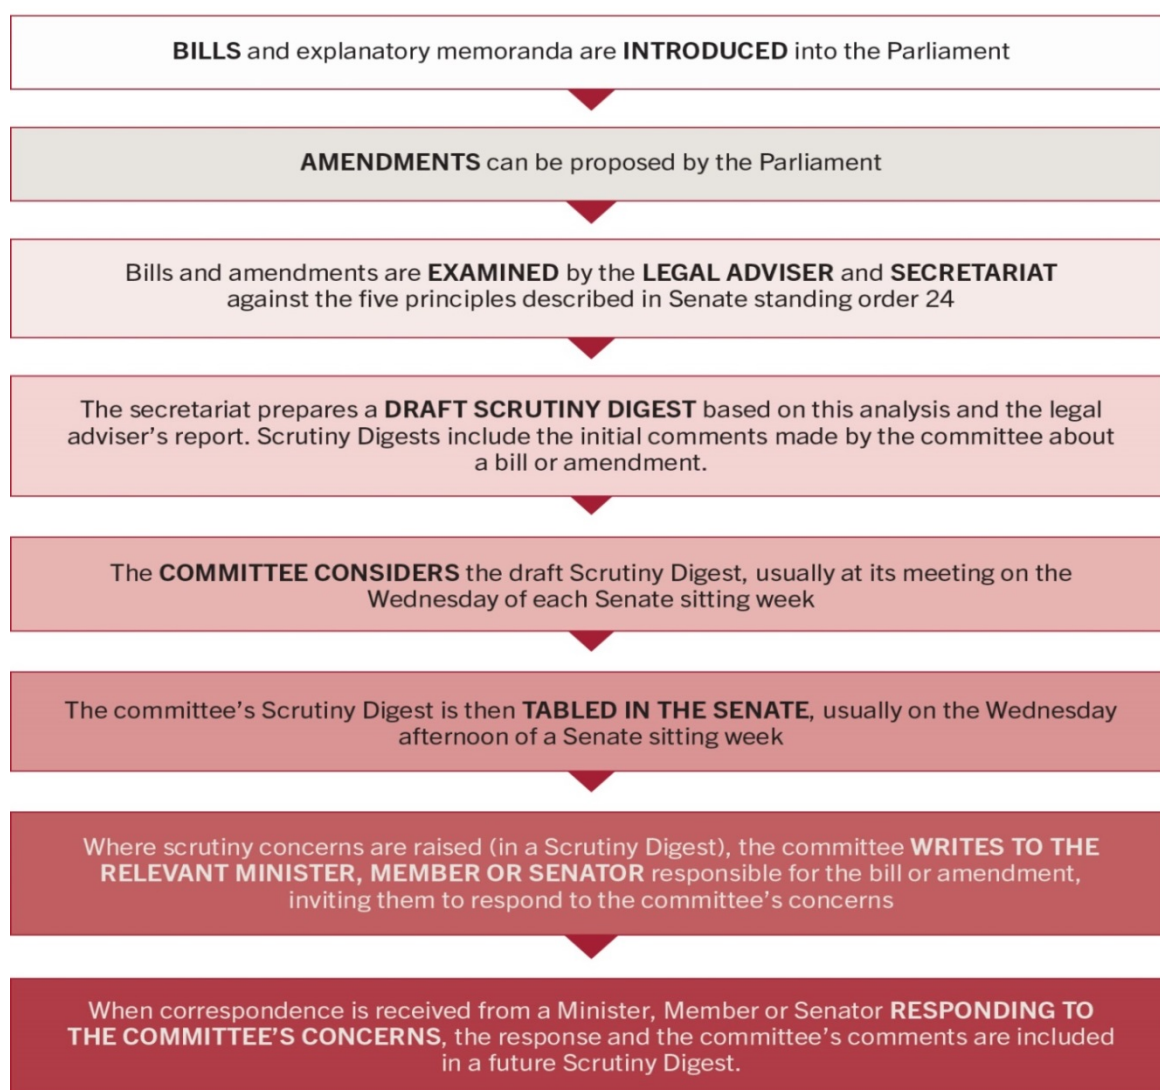 BILLS and explanatory memoranda are INTRODUCED into the Parliament
AMENDMENTS can be proposed by the Parliament
Bills and amendments are EXAMINED by the LEGAL ADVISER and SECRETARIAT
against the five principles described in Senate standing order 24
The secretariat prepares a DRAFT SCRUTINY DIGEST based on this analysis and the legal
adviser’s report. Scrutiny Digests include the initial comments made by the committee about
a bill or amendment.
The COMMITTEE CONSIDERS the draft Scrutiny Digest, usually at its meeting on the
Wednesday of each Senate sitting week
The committee’s Scrutiny Digest is then TABLED IN THE SENATE, usually on the Wednesday
afternoon of a Senate sitting week
Where scrutiny concerns are raised (in a Scrutiny Digest), the committee WRITES TO THE
RELEVANT MINISTER, MEMBER OR SENATOR responsible for the bill or amendment,
inviting them to respond to the committee’s concerns
When correspondence is received from a Minister, Member or Senator RESPONDING TO
THE COMMITTEE’S CONCERNS, the response and the committee’s comments are included
in a future Scrutiny Digest.